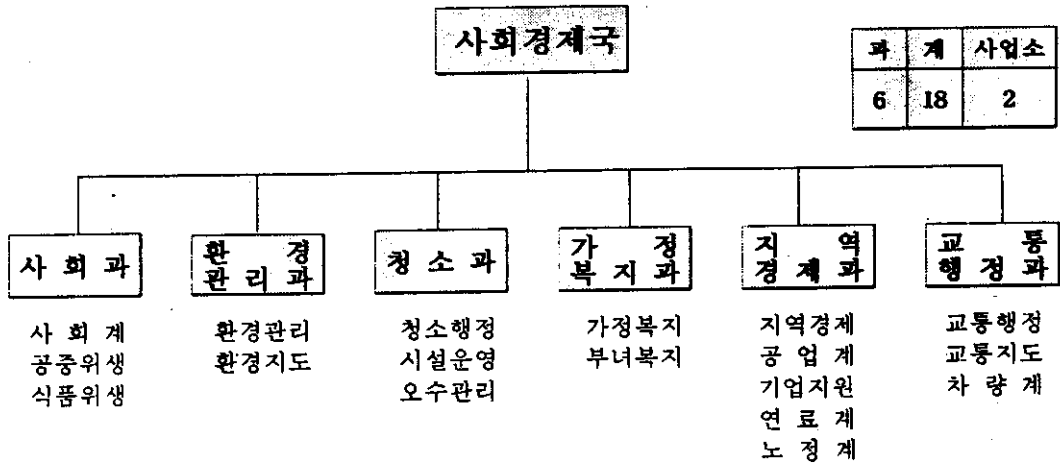 사회경제국
과 계 사업소
6 18 2
사 회 과
사 회 계
공중위생
식품위생
환 경
관 리 과
환경관리
환경지도
청 소 과
청소행정
시설운영
오수관리
가 정
복 지 과
가정복지
부녀복지
지 역
경 제 과
지역경제
공 업 계
기업지원
연 료 계
노 정 계
교 통
행 정 과
교통행정
교통지도
차 량 계